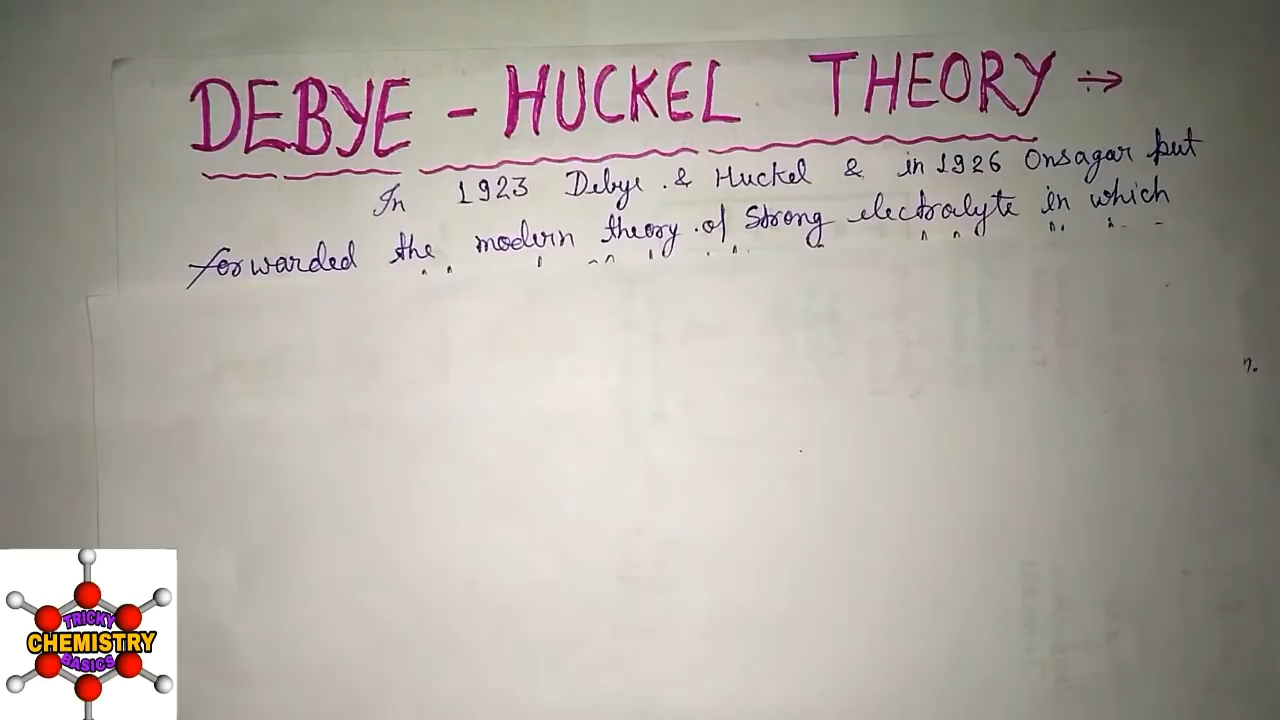 DEBYE - HUCKEL THEORY ÷>
In 1923 Debye & Huckel & in 1926 Onsagar put
forwarded the modern theory of Strong electrolyte in which
TRICKY
CHEMISTRY
BASICS